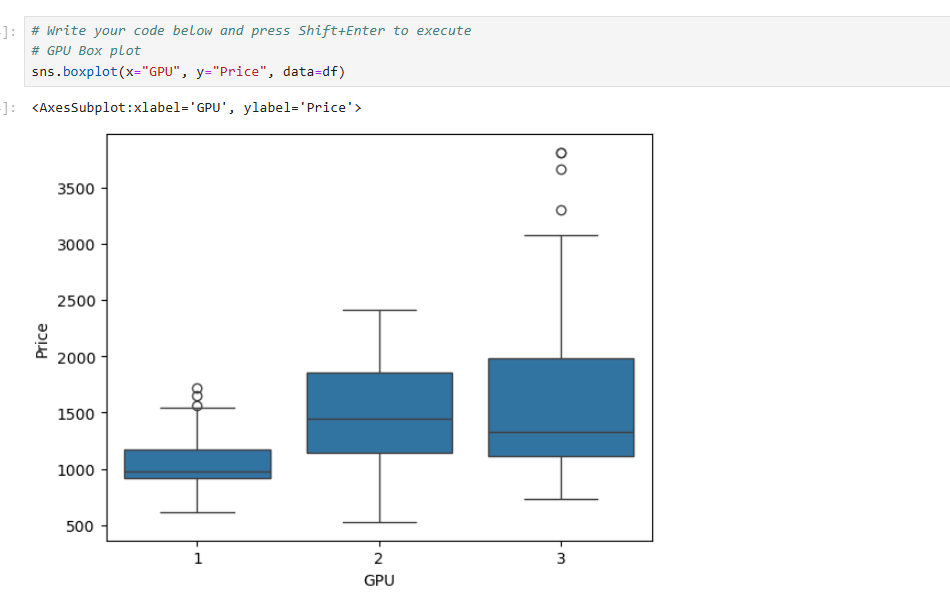 ]:
# Write your code below and press Shift+Enter to execute
# GPU Box plot
sns.boxplot(x="GPU", y="Price", data=df)
]:
<AxesSubplot:xlabel='GPU', ylabel='Price'>
3500
3000
2500
2000
1500
1000
500
Price
1 2 3
GPU